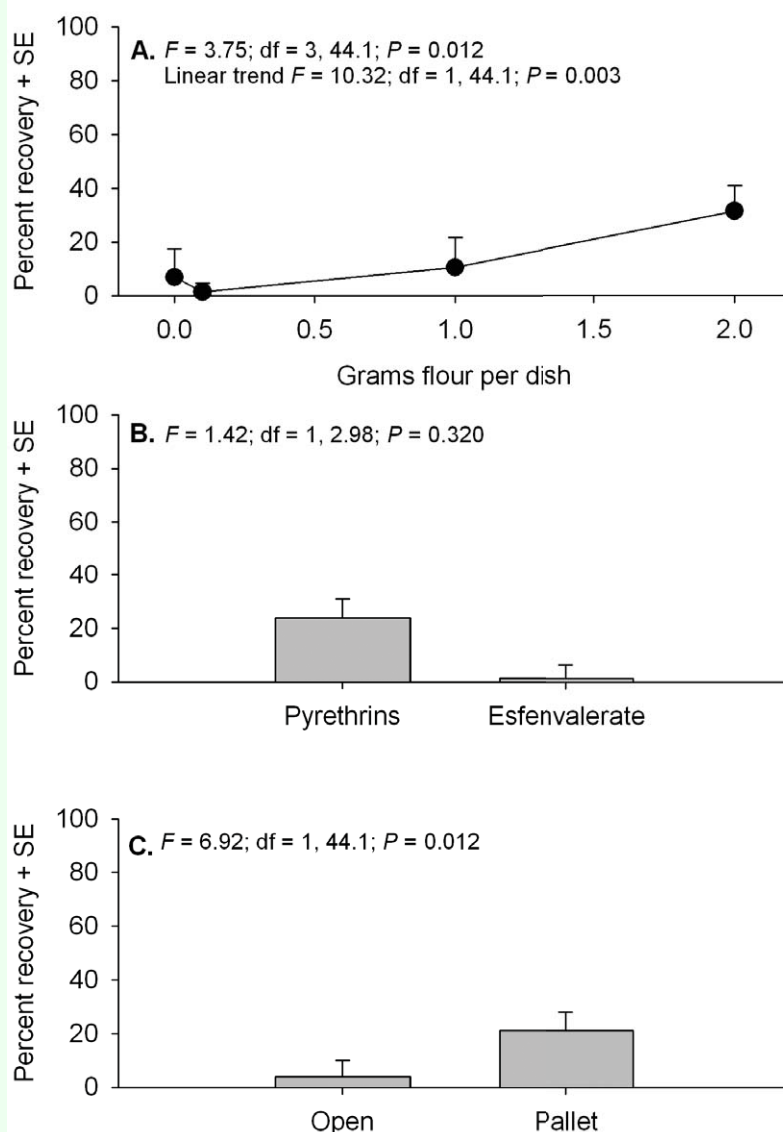 100
80
60
40
20
0
Percent recovery + SE
A. F = 3.75; df = 3, 44.1; P = 0.012
Linear trend F = 10.32; df = 1, 44.1; P = 0.003
0.0 0.5 1.0 1.5 2.0
Grams flour per dish
100
80
60
40
20
0
Percent recovery + SE
B. F = 1.42; df = 1, 2.98; P = 0.320
Pyrethrins Esfenvalerate
100
80
60
40
20
0
Percent recovery + SE
C. F = 6.92; df = 1, 44.1; P = 0.012
Open Pallet